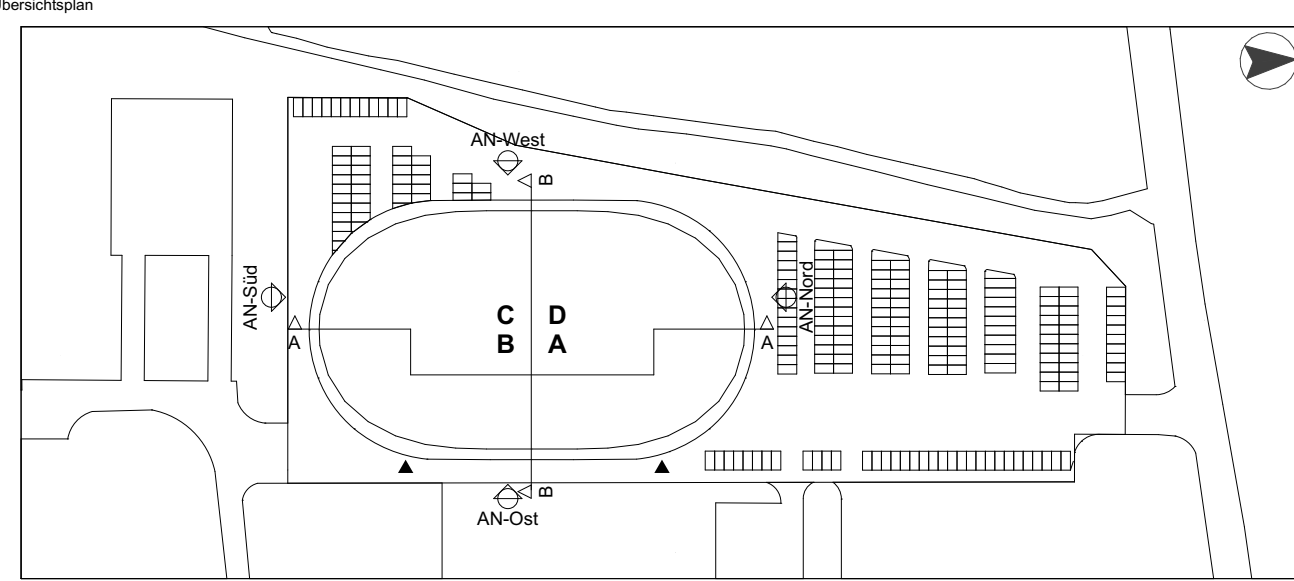 Übersichtsplan
AN-West
B
AN-Süd
AN-Nord
C D
B A
A
A
B
AN-Ost